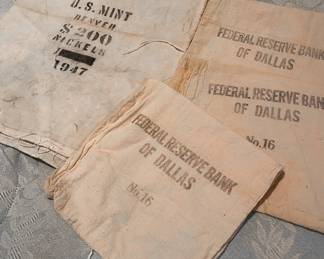 U.S. MINT
DENVER
$200
NICKELS
1947
FEDERAL RESERVE BANK
OF DALLAS
FEDERAL RESERVE BANK
OF DALLAS
No.16
FEDERAL RESERVE BANK
OF DALLAS
No.16